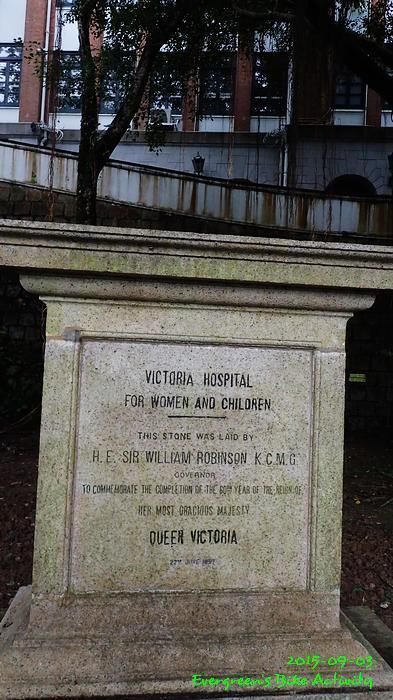 VICTORIA HOSPITAL
FOR WOMEN AND CHILDREN
THIS STONE WAS LAID BY
H. E. SIR WILLIAM ROBINSON K.C.M.G
GOVERNOR
TO COMMEMORATE THE COMPLETION OF THE 60TH YEAR OF THE REIGN OF
HER MOST GRACIOUS MAJESTY
QUEEN VICTORIA
22ND JUNE 1897
2015-09-03
Evergreen's Bike Activity